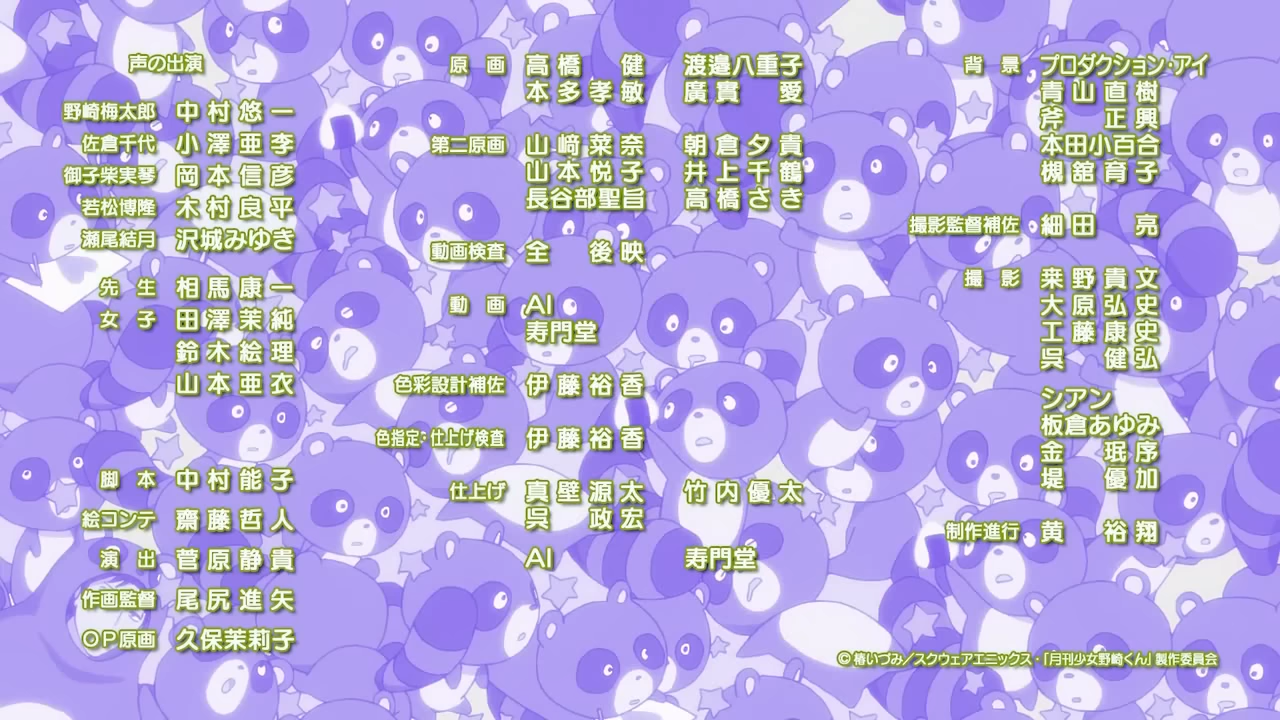 声の出演
野崎梅太郎 中村悠一
佐倉千代 小澤亜李
御子柴実琴 岡本信彦
若松博隆 木村良平
瀬尾結月 沢城みゆき
先生 相馬康一
女子 田澤茉純
鈴木絵理
山本亜衣
脚本 中村能子
絵コンテ 齋藤哲人
演出 菅原静貴
作画監督 尾尻進矢
OP原画 久保茉莉子
原画 高橋健 渡邊八重子
本多孝敏 廣實愛
第二原画 山﨑菜奈 朝倉夕貴
山本悦子 井上千鶴
長谷部聖旨 高橋さき
動画検査 全後映
動画 AI
寿門堂
色彩設計補佐 伊藤裕香
色指定・仕上げ検査 伊藤裕香
仕上げ 真壁源太 竹内優太
呉政宏
AI 寿門堂
背景 プロダクション・アイ
青山直樹
斧正興
本田小百合
槻舘育子
撮影監督補佐 細田亮
撮影 桒野貴文
大原弘史
工藤康史
呉健弘
シアン
板倉あゆみ
金珉序
堤優加
制作進行 黄裕翔
© 椿いづみ/スクウェアエニックス・「月刊少女野崎くん」製作委員会